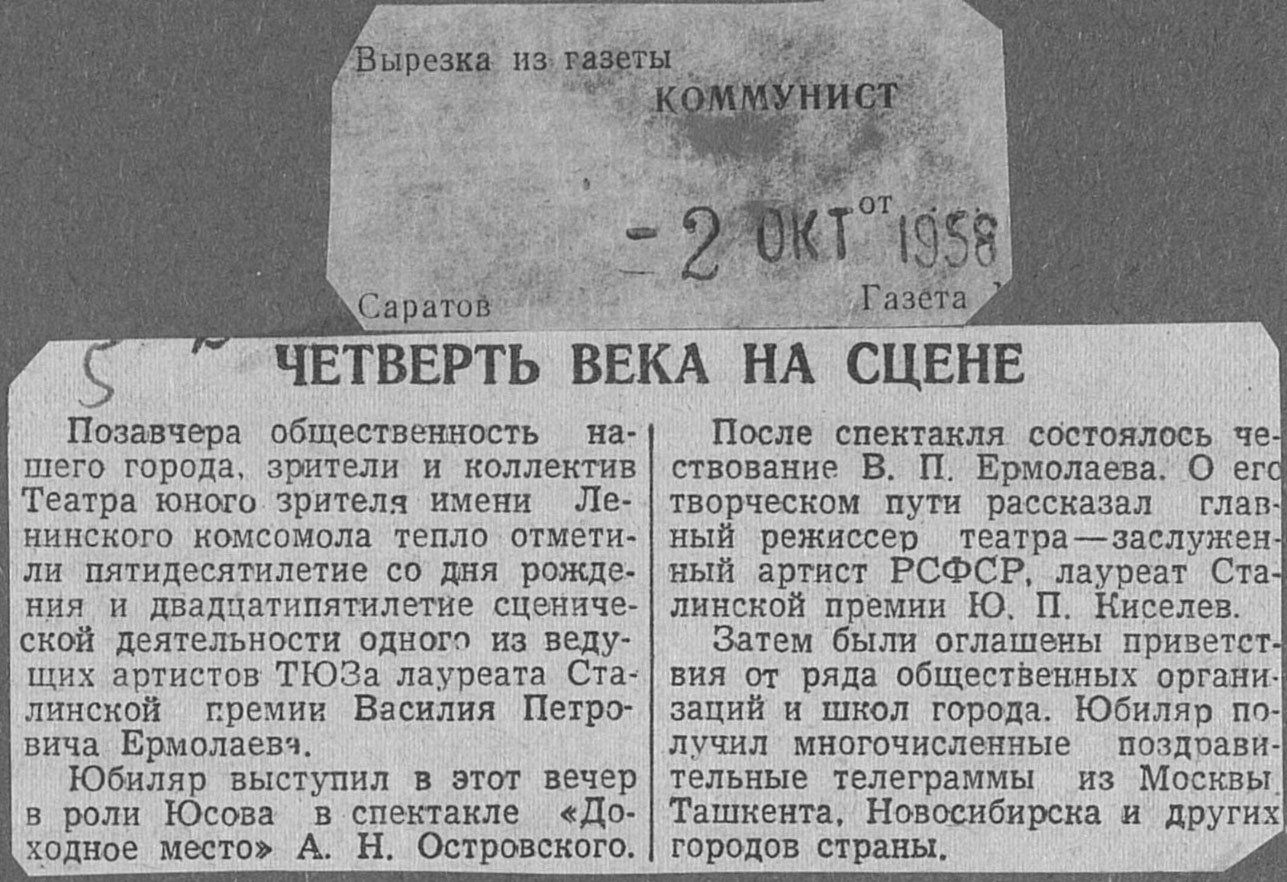 Вырезка из газеты
КОММУНИСТ
от
- 2 ОКТ 1958
Саратов
Газета
5
ЧЕТВЕРТЬ ВЕКА НА СЦЕНЕ
Позавчера общественность на-
шего города, зрители и коллектив
Театра юного зрителя имени Ле-
нинского комсомола тепло отмети-
ли пятидесятилетие со дня рожде-
ния и двадцатипятилетие сцениче-
ской деятельности одного из веду-
щих артистов ТЮЗа лауреата Ста-
линской премии Василия Петро-
вича Ермолаева.
Юбиляр выступил в этот вечер
в роли Юсова в спектакле «До-
ходное место» А. Н. Островского.
После спектакля состоялось че-
ствование В. П. Ермолаева. О его
творческом пути рассказал глав-
ный режиссер театра—заслужен-
ный артист РСФСР, лауреат Ста-
линской премии Ю. П. Киселев.
Затем были оглашены приветст-
вия от ряда общественных органи-
заций и школ города. Юбиляр по-
лучил многочисленные поздрави-
тельные телеграммы из Москвы,
Ташкента, Новосибирска и других
городов страны.